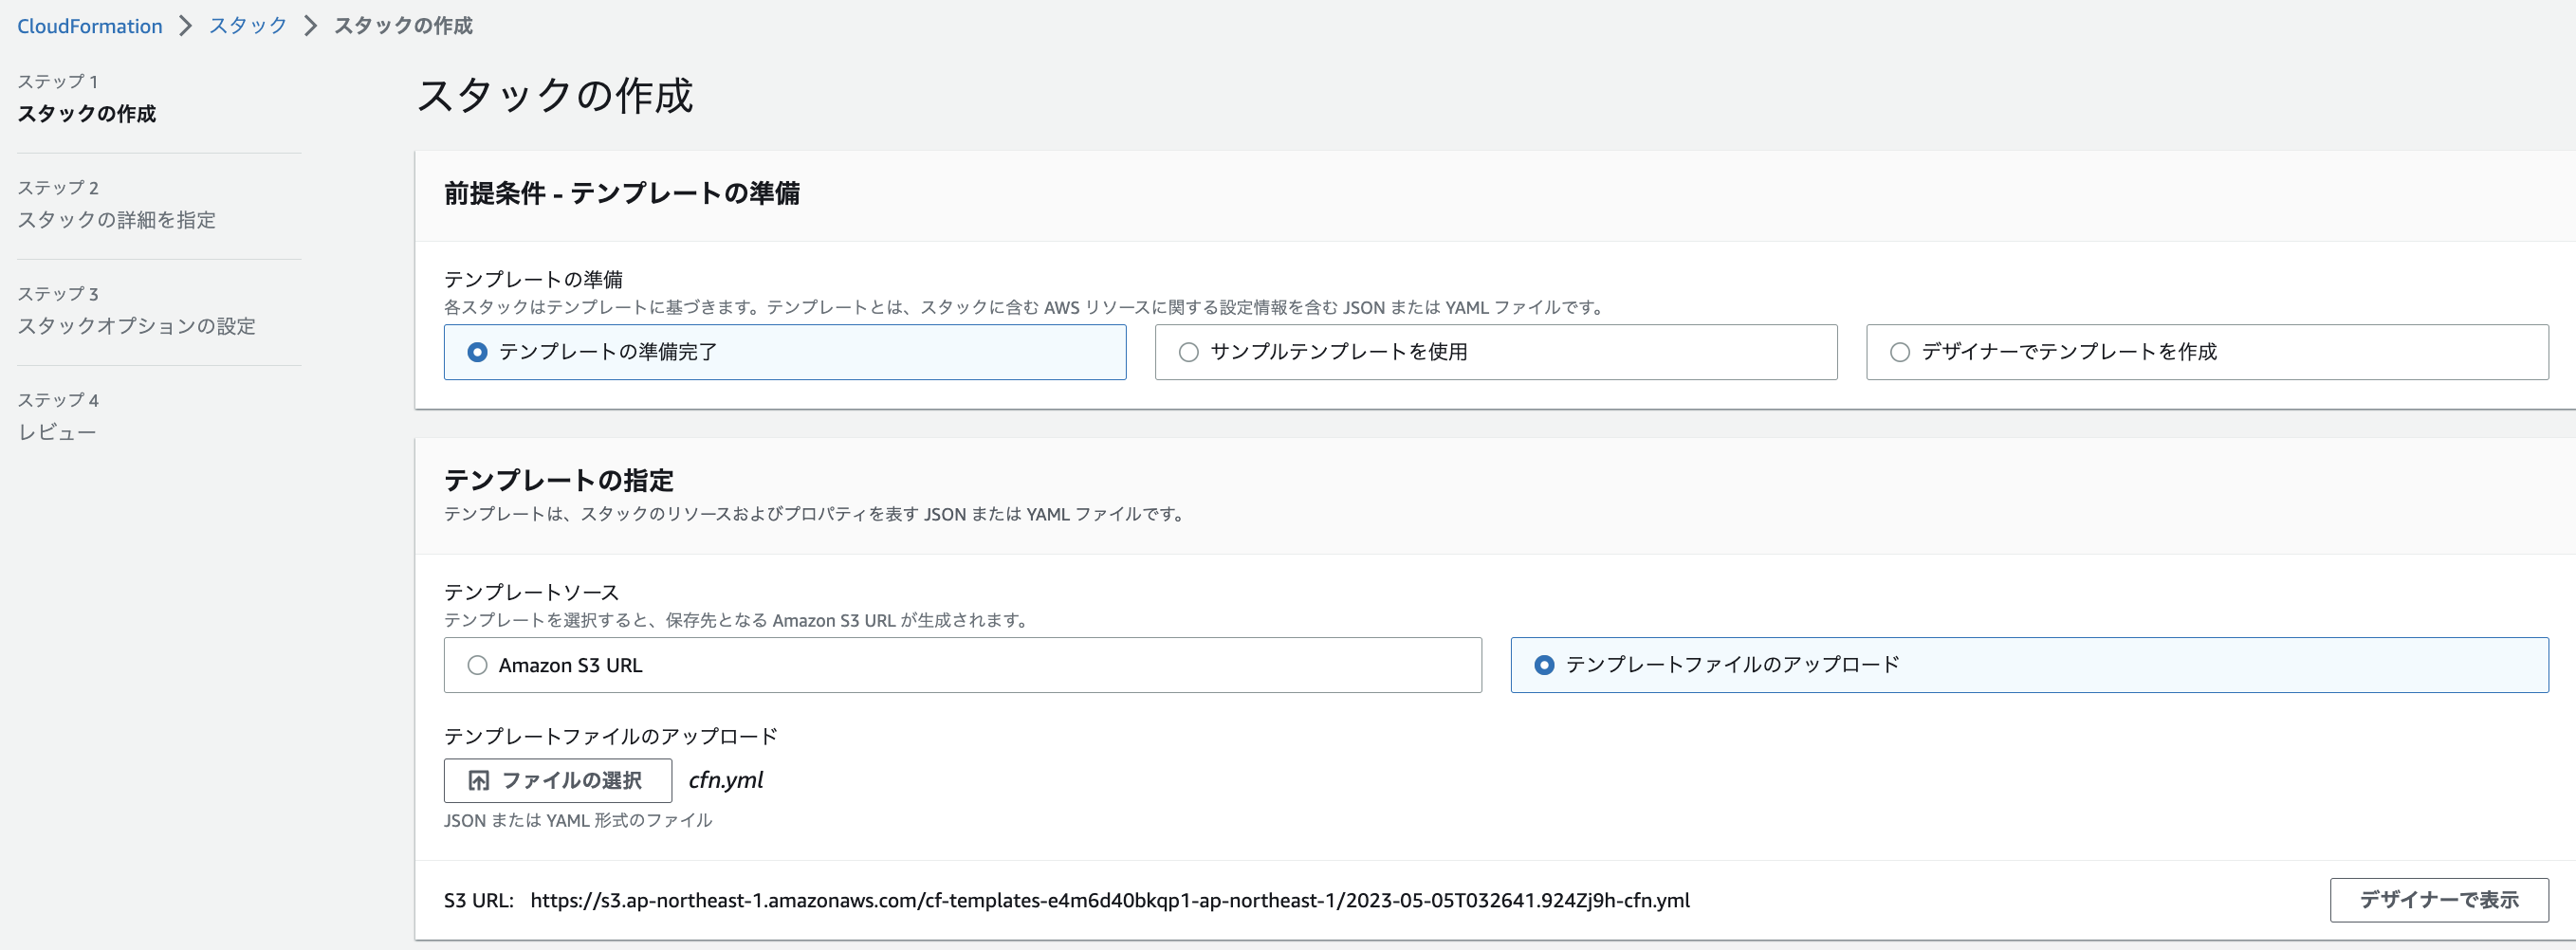 CloudFormation > スタック > スタックの作成
ステップ 1
スタックの作成
ステップ 2
スタックの詳細を指定
ステップ 3
スタックオプションの設定
ステップ 4
レビュー
スタックの作成
前提条件 - テンプレートの準備
テンプレートの準備
各スタックはテンプレートに基づきます。テンプレートとは、スタックに含む AWS リソースに関する設定情報を含む JSON または YAML ファイルです。
テンプレートの準備完了
サンプルテンプレートを使用
デザイナーでテンプレートを作成
テンプレートの指定
テンプレートは、スタックのリソースおよびプロパティを表す JSON または YAML ファイルです。
テンプレートソース
テンプレートを選択すると、保存先となる Amazon S3 URL が生成されます。
Amazon S3 URL
テンプレートファイルのアップロード
テンプレートファイルのアップロード
ファイルの選択 cfn.yml
JSON または YAML 形式のファイル
S3 URL: https://s3.ap-northeast-1.amazonaws.com/cf-templates-e4m6d40bkqp1-ap-northeast-1/2023-05-05T032641.924Zj9h-cfn.yml
デザイナーで表示